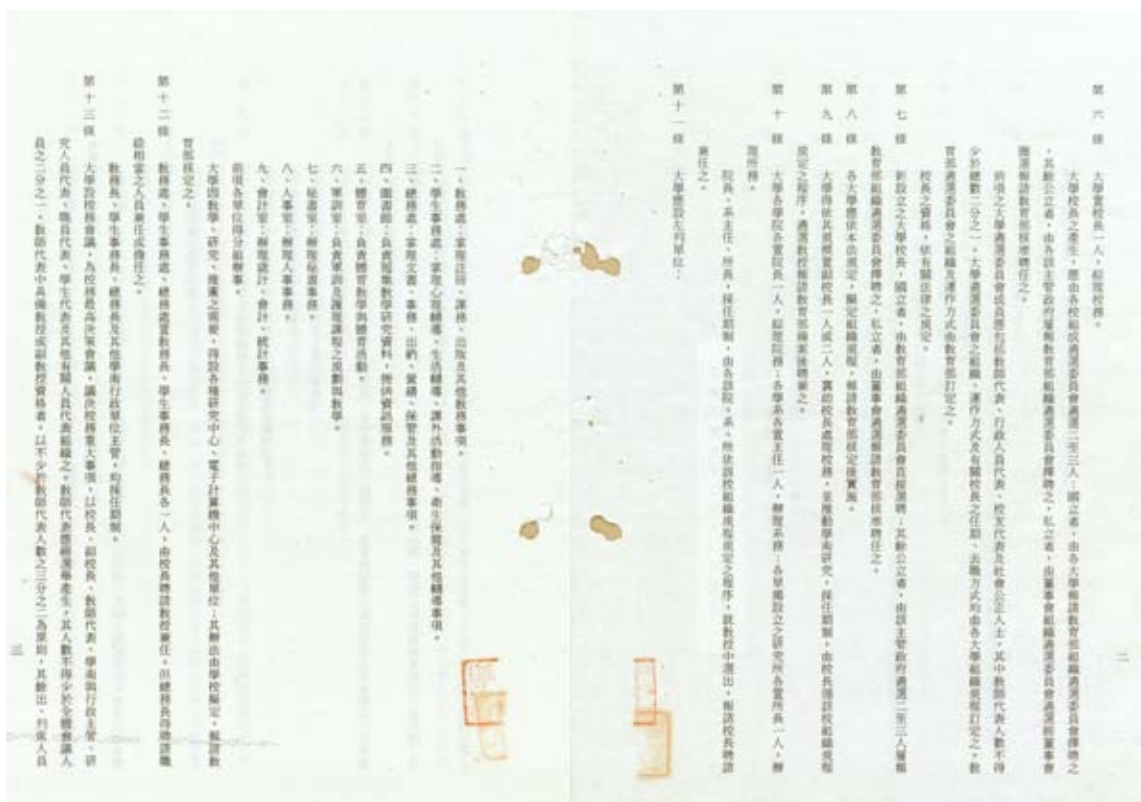 第六條　大學置校長一人，綜理校務。
大學校長之產生，應由各校組成遴選委員會遴選二至三人，國立者，由各大學報請教育部組織遴選委員會擇聘之
，其餘公立者，由各該主管政府層報教育部組織遴選委員會擇聘之。私立者，由董事會組織遴選委員會遴選經董事會
圈選報請教育部核准聘任之。
前項之大學遴選委員會成員應包括教師代表、行政人員代表、校友代表及社會公正人士，其中教師代表人數不得
少於總數二分之一。大學遴選委員會之組織、運作方式及有關校長之任期、去職方式均由各大學組織規程訂定之。教
育部遴選委員會之組織及運作方式由教育部訂定之。
校長之資格，依有關法律之規定。
第七條　新設立之大學校長，國立者，由教育部組織遴選委員會直接選聘；其餘公立者，由該主管政府遴選二至三人層報
教育部組織遴選委員會擇聘之。私立者，由董事會遴選報請教育部核准聘任之。
第八條　各大學應依本法規定，擬定組織規程，報請教育部核定後實施。
第九條　大學得依其規模置副校長一人或二人，襄助校長處理校務，並推動學術研究，採任期制，由校長循該校組織規程
規定之程序，遴選教授報請教育部備案後聘兼之。
第十條　大學各學院各置院長一人，綜理院務；各學系各置主任一人，辦理系務；各單獨設立之研究所各置所長一人，辦
理所務。
院長、系主任、所長，採任期制，由各該院、系、所依該校組織規程規定之程序，就教授中選出，報請校長聘請
兼任之。
第十一條　大學應設左列單位：
二
一、教務處：掌理註冊、課務、出版及其他教務事項。
二、學生事務處：掌理心理輔導、生活輔導、課外活動指導、衛生保健及其他輔導事項。
三、總務處：掌理文書、事務、出納、營繕、保管及其他總務事項。
四、圖書館：負責蒐集教學研究資料，提供資訊服務。
五、體育室：負責體育教學與體育活動。
六、軍訓室：負責軍訓及護理課程之規劃與教學。
七、秘書室：辦理秘書事務。
八、人事室：辦理人事事務。
九、會計室：辦理歲計、會計、統計事務。
前項各單位得分組辦事。
大學因教學、研究、推廣之需要，得設各種研究中心、電子計算機中心及其他單位；其辦法由學校擬定，報請教
育部核定之。
第十二條　教務處、學生事務處、總務處置教務長、學生事務長、總務長各一人，由校長聘請教授兼任。但總務長得聘請職
級相當之人員兼任或擔任之。
教務長、學生事務長、總務長及其他學術行政單位主管，均採任期制。
第十三條　大學設校務會議，為校務最高決策會議，議決校務重大事項，以校長、副校長、教師代表、學術與行政主管、研
究人員代表、職員代表、學生代表及其他有關人員代表組織之。教師代表應經選舉產生，其人數不得少於全體會議人
員之二分之一，教師代表中具備教授或副教授資格者，以不少於教師代表人數之三分之二為原則，其餘出、列席人員
三